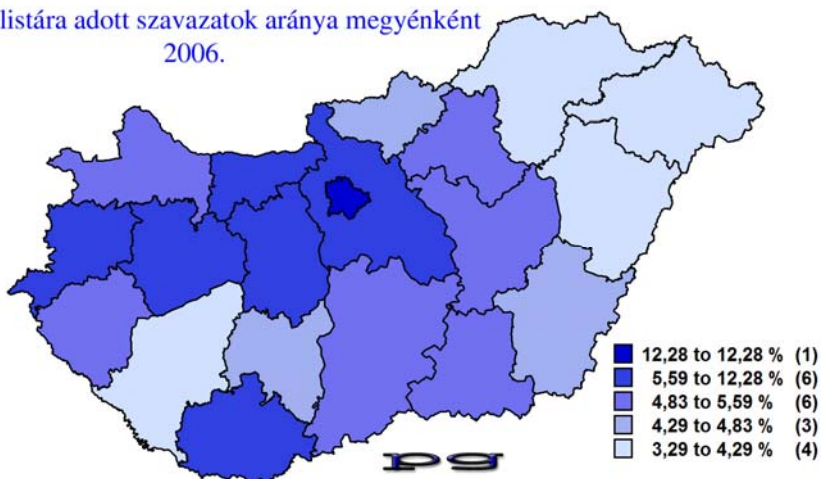 listára adott szavazatok aránya megyénként
2006.
12,28 to 12,28 % (1)
5,59 to 12,28 % (6)
4,83 to 5,59 % (6)
4,29 to 4,83 % (3)
3,29 to 4,29 % (4)
pg